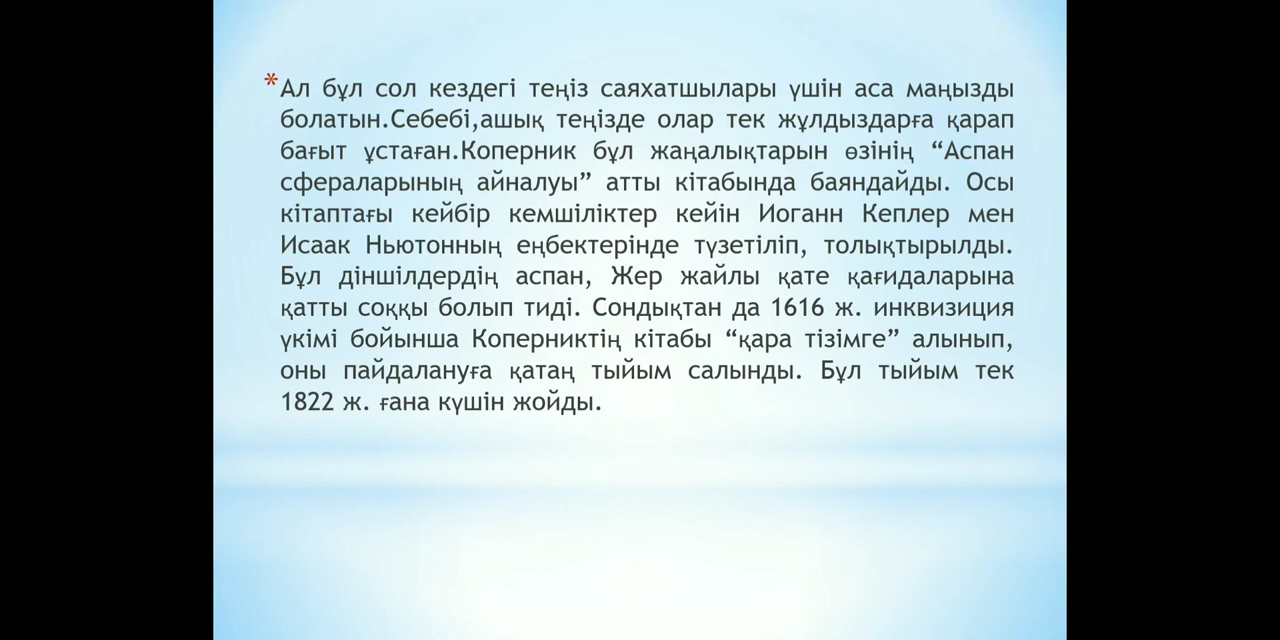 *Ал бұл сол кездегі теңіз саяхатшылары үшін аса маңызды
болатын.Себебі,ашық теңізде олар тек жұлдыздарға қарап
бағыт ұстаған.Коперник бұл жаңалықтарын өзінің “Аспан
сфераларының айналуы” атты кітабында баяндайды. Осы
кітаптағы кейбір кемшіліктер кейін Иоганн Кеплер мен
Исаак Ньютонның еңбектерінде түзетіліп, толықтырылды.
Бұл діншілдердің аспан, Жер жайлы қате қағидаларына
қатты соққы болып тиді. Сондықтан да 1616 ж. инквизиция
үкімі бойынша Коперниктің кітабы “қара тізімге” алынып,
оны пайдалануға қатаң тыйым салынды. Бұл тыйым тек
1822 ж. ғана күшін жойды.